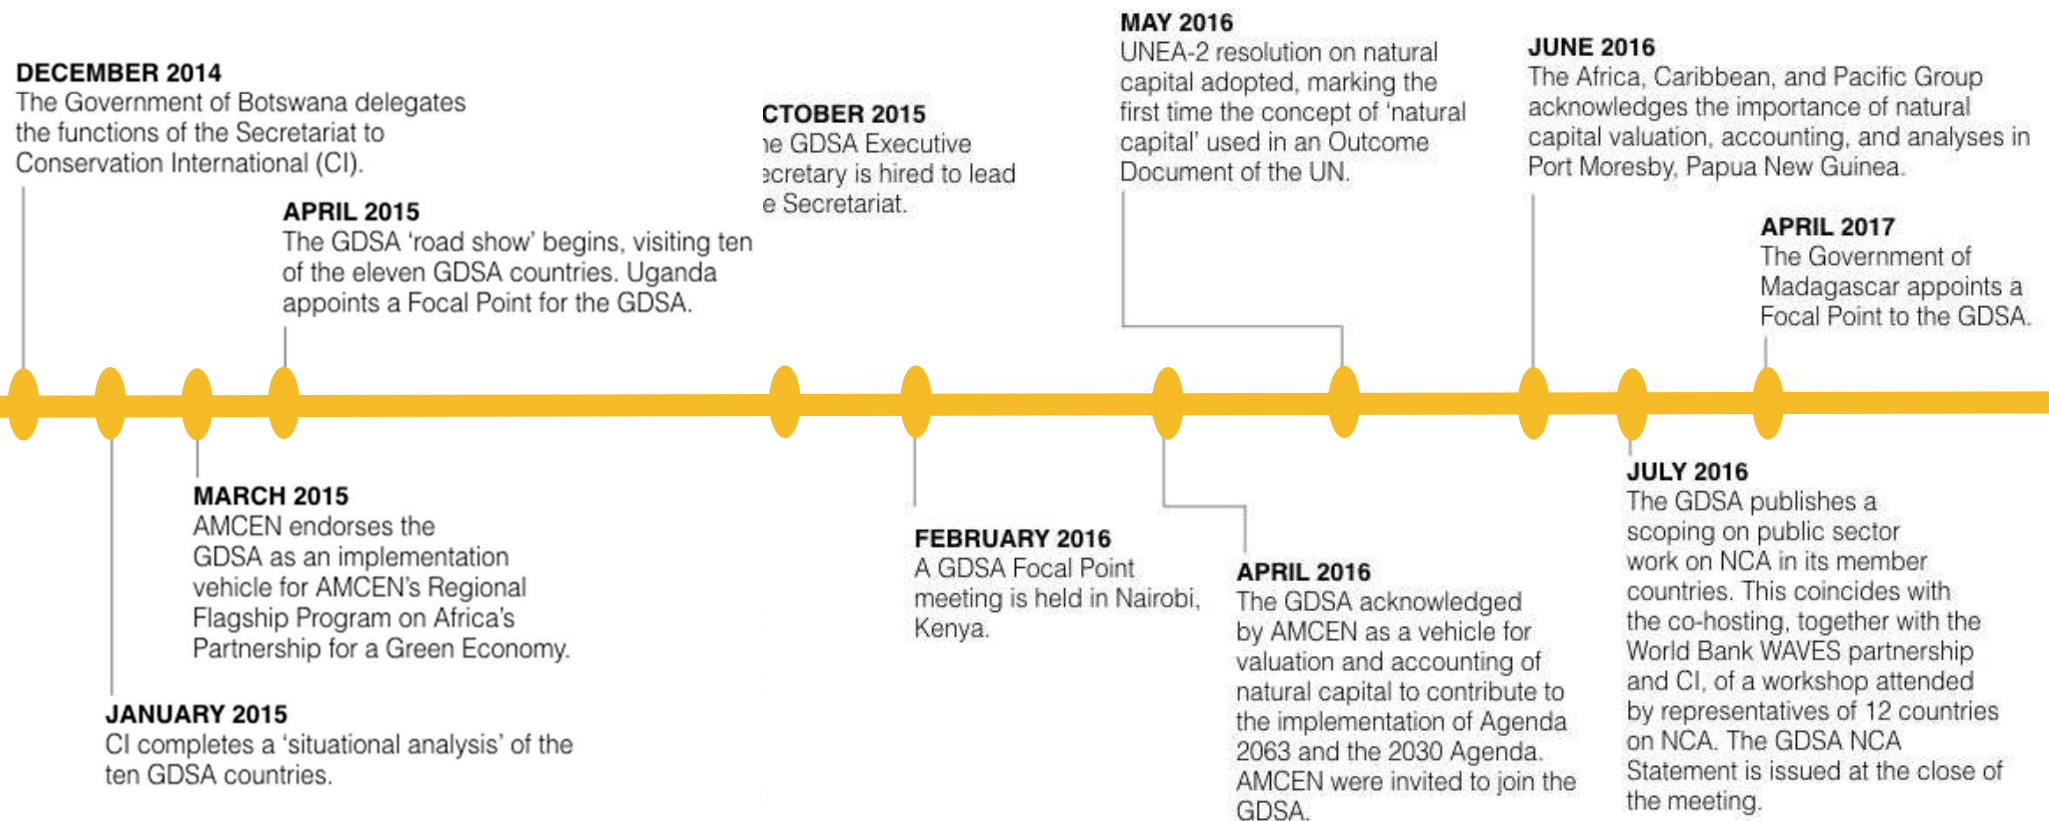 DECEMBER 2014
The Government of Botswana delegates
the functions of the Secretariat to
Conservation International (CI).
APRIL 2015
The GDSA ‘road show’ begins, visiting ten
of the eleven GDSA countries. Uganda
appoints a Focal Point for the GDSA.
CTOBER 2015
e GDSA Executive
ecretary is hired to lead
e Secretariat.
MAY 2016
UNEA-2 resolution on natural
capital adopted, marking the
first time the concept of ‘natural
capital’ used in an Outcome
Document of the UN.
JUNE 2016
The Africa, Caribbean, and Pacific Group
acknowledges the importance of natural
capital valuation, accounting, and analyses in
Port Moresby, Papua New Guinea.
APRIL 2017
The Government of
Madagascar appoints a
Focal Point to the GDSA.
MARCH 2015
AMCEN endorses the
GDSA as an implementation
vehicle for AMCEN’s Regional
Flagship Program on Africa’s
Partnership for a Green Economy.
JANUARY 2015
CI completes a ‘situational analysis’ of the
ten GDSA countries.
FEBRUARY 2016
A GDSA Focal Point
meeting is held in Nairobi,
Kenya.
APRIL 2016
The GDSA acknowledged
by AMCEN as a vehicle for
valuation and accounting of
natural capital to contribute to
the implementation of Agenda
2063 and the 2030 Agenda.
AMCEN were invited to join the
GDSA.
JULY 2016
The GDSA publishes a
scoping on public sector
work on NCA in its member
countries. This coincides with
the co-hosting, together with the
World Bank WAVES partnership
and CI, of a workshop attended
by representatives of 12 countries
on NCA. The GDSA NCA
Statement is issued at the close of
the meeting.